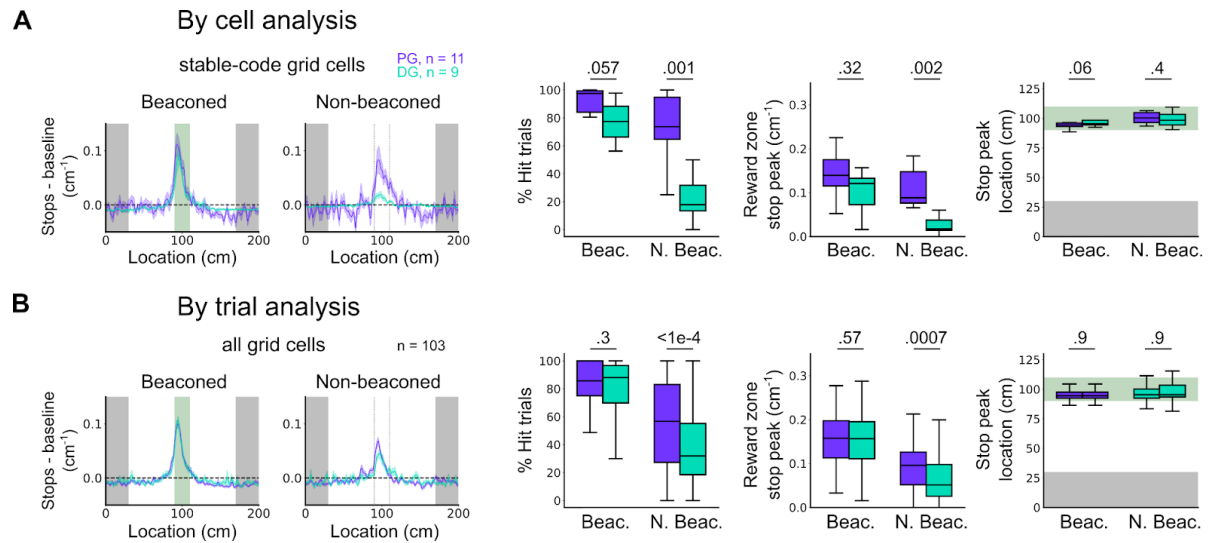 A
By cell analysis
stable-code grid cells
PG, n = 11
DG, n = 9
Beaconed
Non-beaconed
Stops - baseline
(cm-1)
0.1
0.0
0
100
200
0
100
200
Location (cm)
Location (cm)
.057
.001
% Hit trials
100
80
60
40
20
0
Beac.
N. Beac.
.32
.002
Reward zone
stop peak (cm-1)
0.3
0.2
0.1
0.0
Beac.
N. Beac.
.06
.4
Stop peak
location (cm)
125
100
75
50
25
0
Beac.
N. Beac.
B
By trial analysis
all grid cells
n = 103
Beaconed
Non-beaconed
Stops - baseline
(cm-1)
0.1
0.0
0
100
200
0
100
200
Location (cm)
Location (cm)
.3
<1e-4
% Hit trials
100
80
60
40
20
0
Beac.
N. Beac.
.57
.0007
Reward zone
stop peak (cm-1)
0.3
0.2
0.1
0.0
Beac.
N. Beac.
.9
.9
Stop peak
location (cm)
125
100
75
50
25
0
Beac.
N. Beac.